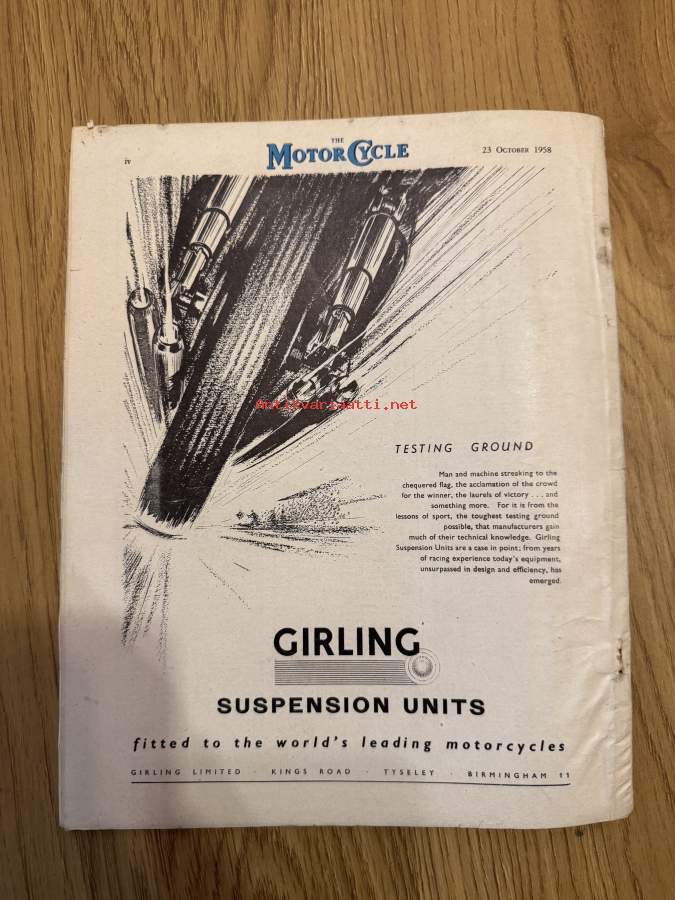 iv
THE
MOTOR CYCLE
23 OCTOBER 1958
Antikvariaatti.net
TESTING GROUND
Man and machine streaking to the
chequered flag, the acclamation of the crowd
for the winner, the laurels of victory . . . and
something more. For it is from the
lessons of sport, the toughest testing ground
possible, that manufacturers gain
much of their technical knowledge. Girling
Suspension Units are a case in point; from years
of racing experience today's equipment,
unsurpassed in design and efficiency, has
emerged.
GIRLING
SUSPENSION UNITS
fitted to the world's leading motorcycles
GIRLING LIMITED · KINGS ROAD · TYSELEY · BIRMINGHAM 11